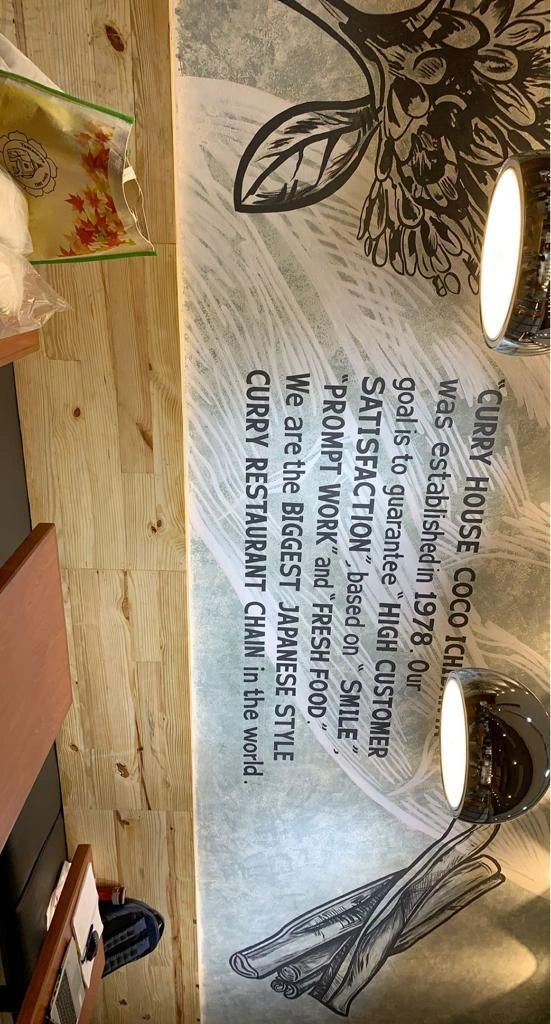 "CURRY HOUSE COCO
was established in 1978. Our
goal is to guarantee "HIGH CUSTOMER
SATISFACTION", based on "SMILE",
"PROMPT WORK" and "FRESH FOOD".
We are the BIGGEST JAPANESE STYLE
CURRY RESTAURANT CHAIN in the world.